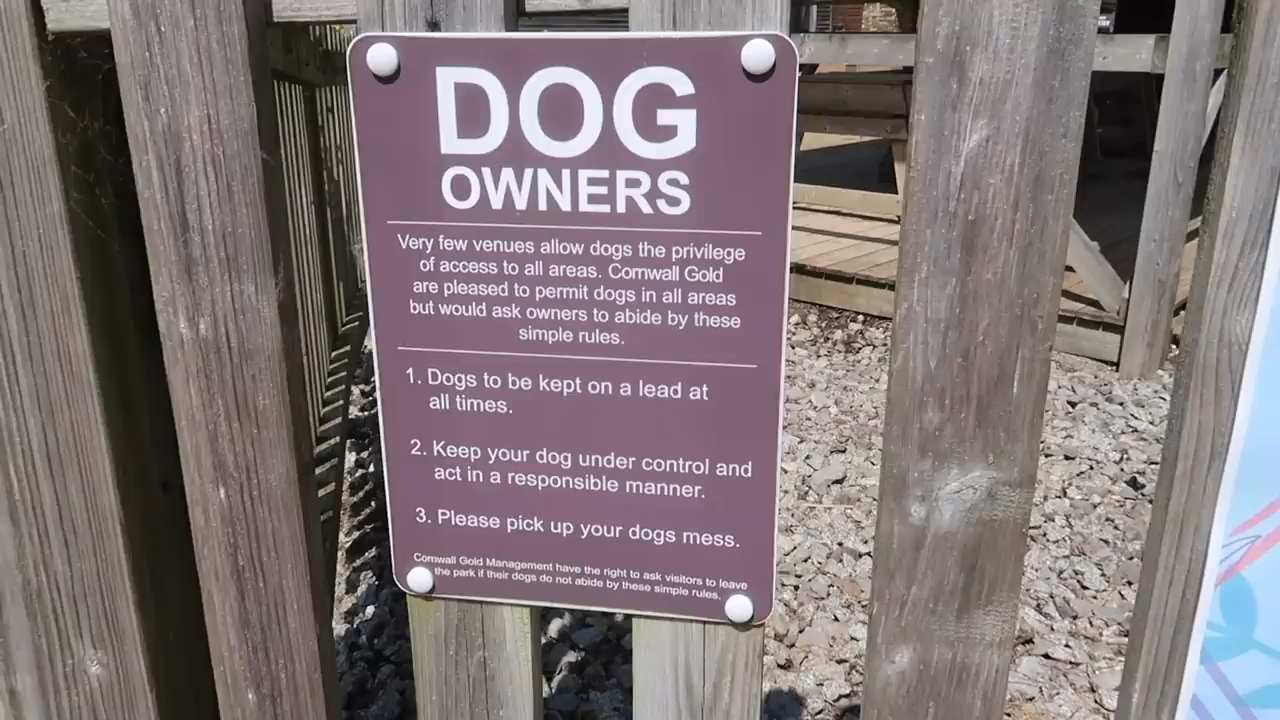 DOG
OWNERS
Very few venues allow dogs the privilege
of access to all areas. Cornwall Gold
are pleased to permit dogs in all areas
but would ask owners to abide by these
simple rules.
1. Dogs to be kept on a lead at
all times.
2. Keep your dog under control and
act in a responsible manner.
3. Please pick up your dogs mess.
Cornwall Gold Management have the right to ask visitors to leave
the park if their dogs do not abide by these simple rules.